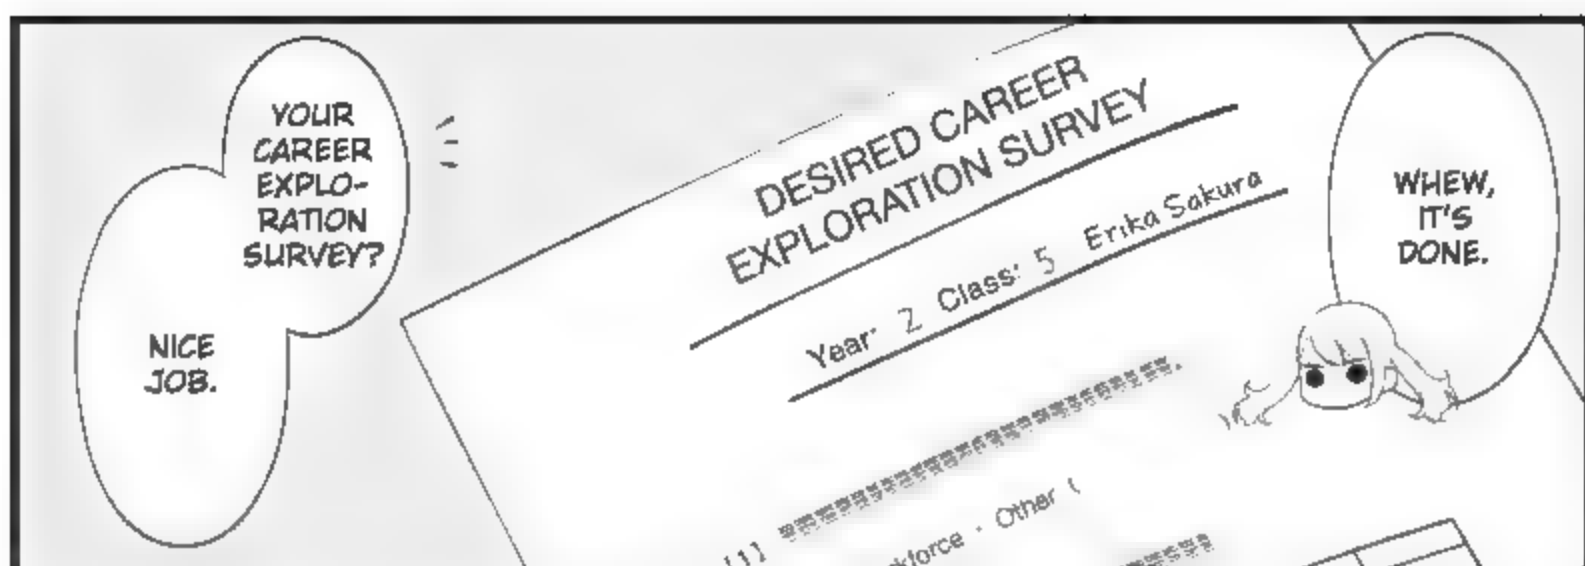 WHEW,
IT'S
DONE.
DESIRED CAREER
EXPLORATION SURVEY
Year: 2 Class: 5 Erika Sakura
[1]
Other (
YOUR
CAREER
EXPLO-
RATION
SURVEY?
NICE
JOB.